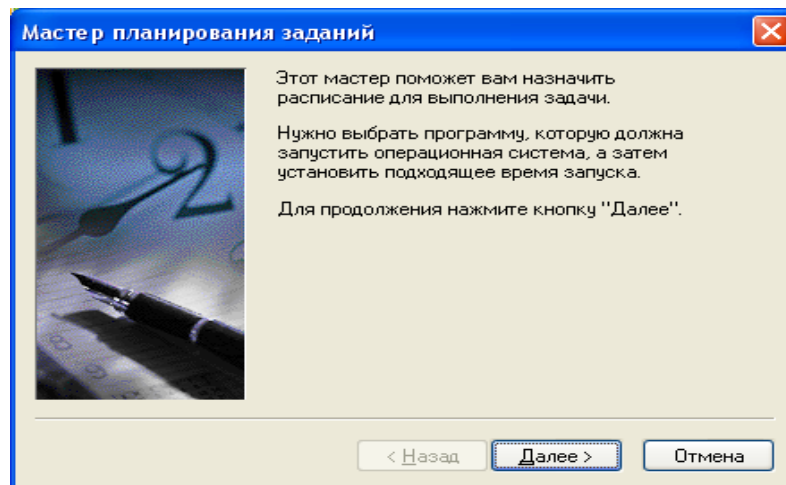 Мастер планирования заданий
Этот мастер поможет вам назначить
расписание для выполнения задачи.
Нужно выбрать программу, которую должна
запустить операционная система, а затем
установить подходящее время запуска.
Для продолжения нажмите кнопку "Далее".
< Назад
Далее >
Отмена